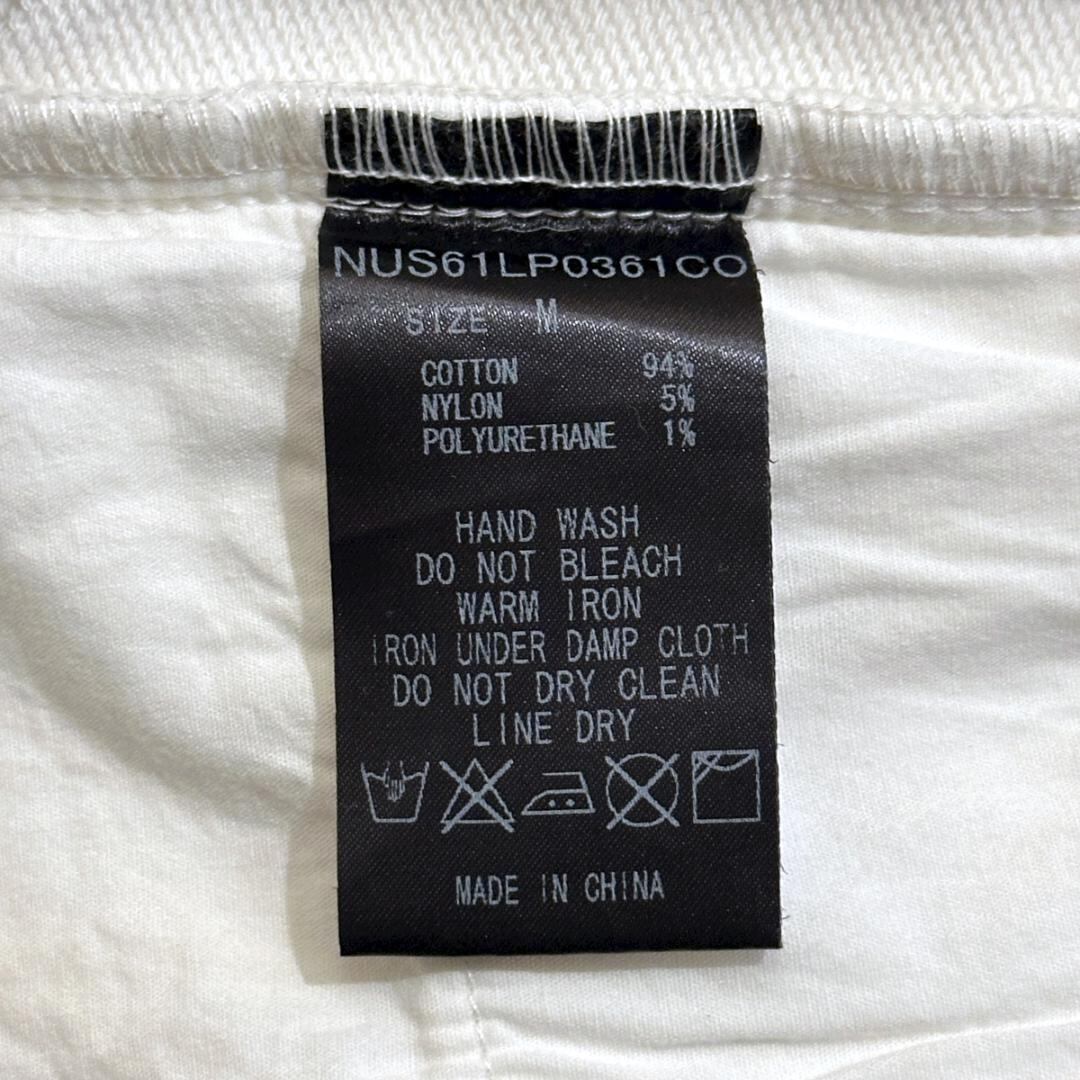 NUS61LP0361CO
SIZE M
COTTON 94%
NYLON 5%
POLYURETHANE 1%
HAND WASH
DO NOT BLEACH
WARM IRON
IRON UNDER DAMP CLOTH
DO NOT DRY CLEAN
LINE DRY
MADE IN CHINA